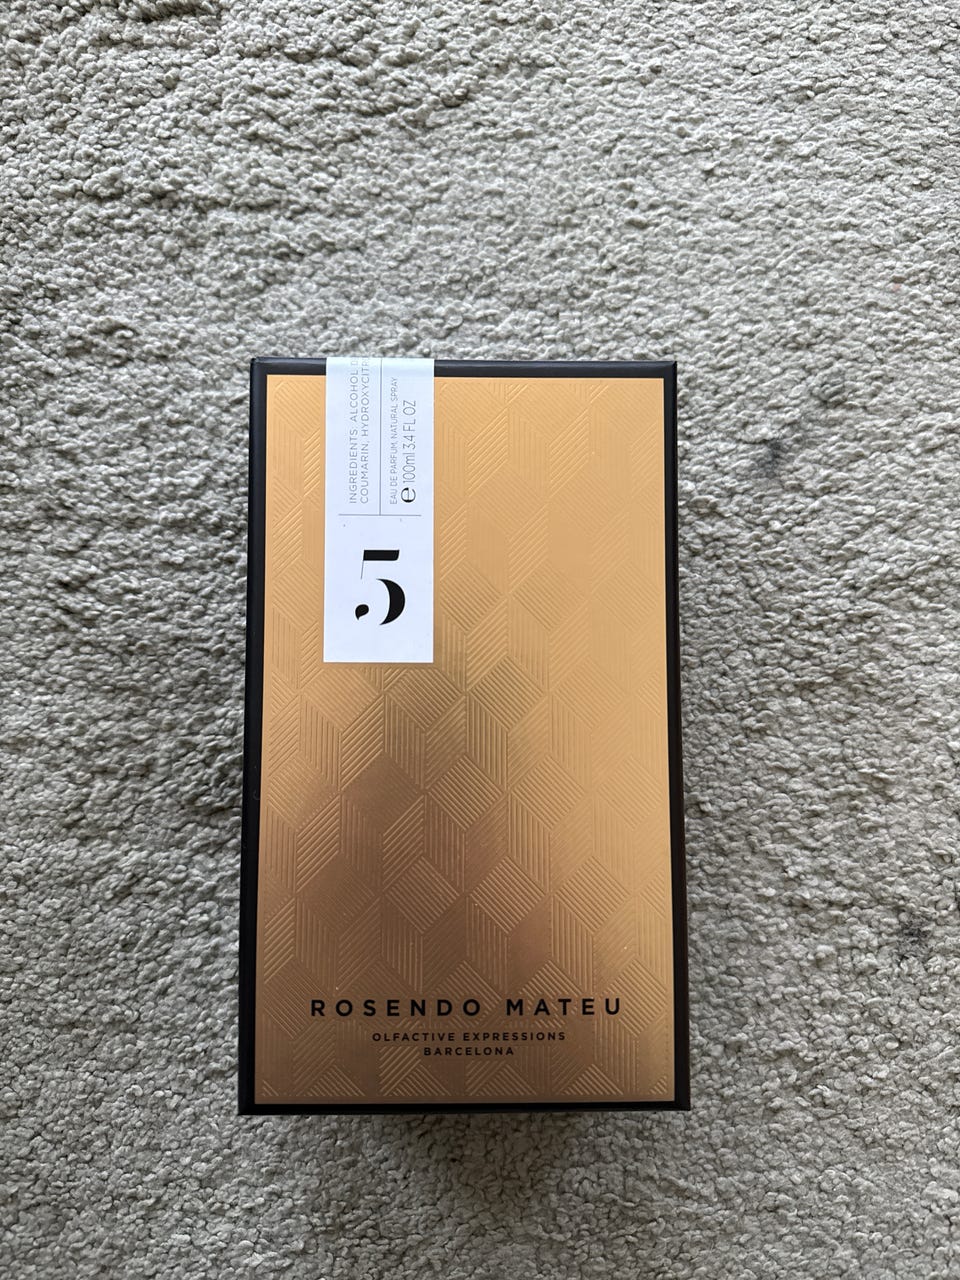 INGREDIENTS: ALCOHOL
COUMARIN, HYDROXYCITR
EAU DE PARFUM. NATURAL SPRAY
e 100ml 3.4 FL OZ
5
ROSENDO MATEU
OLFACTIVE EXPRESSIONS
BARCELONA